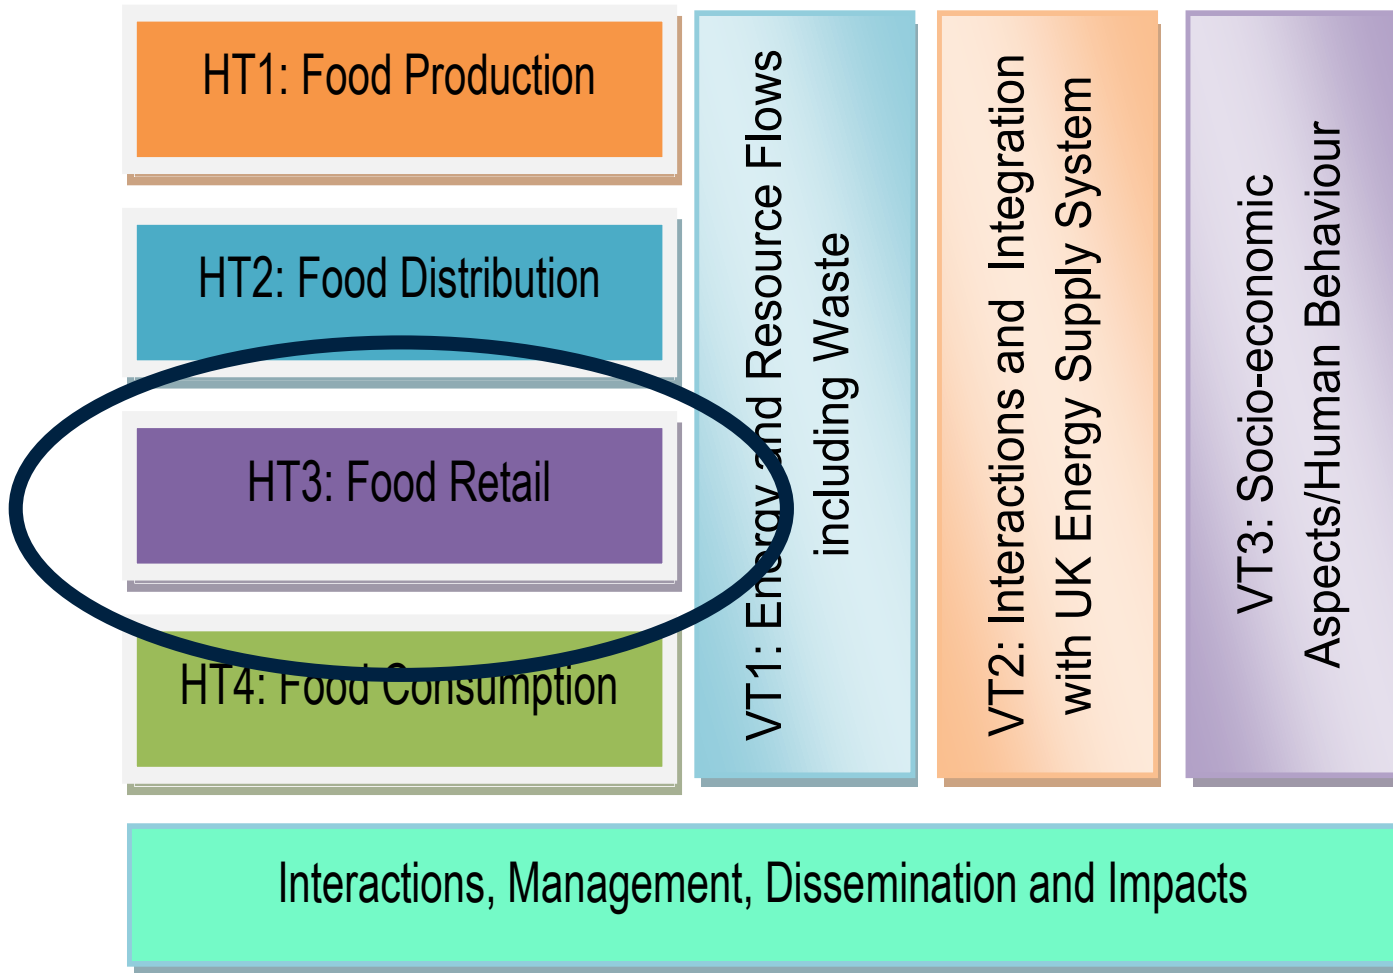 HT1: Food Production
HT2: Food Distribution
HT3: Food Retail
HT4: Food Consumption
VT1: Energy and Resource Flows
including Waste
VT2: Interactions and Integration
with UK Energy Supply System
VT3: Socio-economic
Aspects/Human Behaviour
Interactions, Management, Dissemination and Impacts